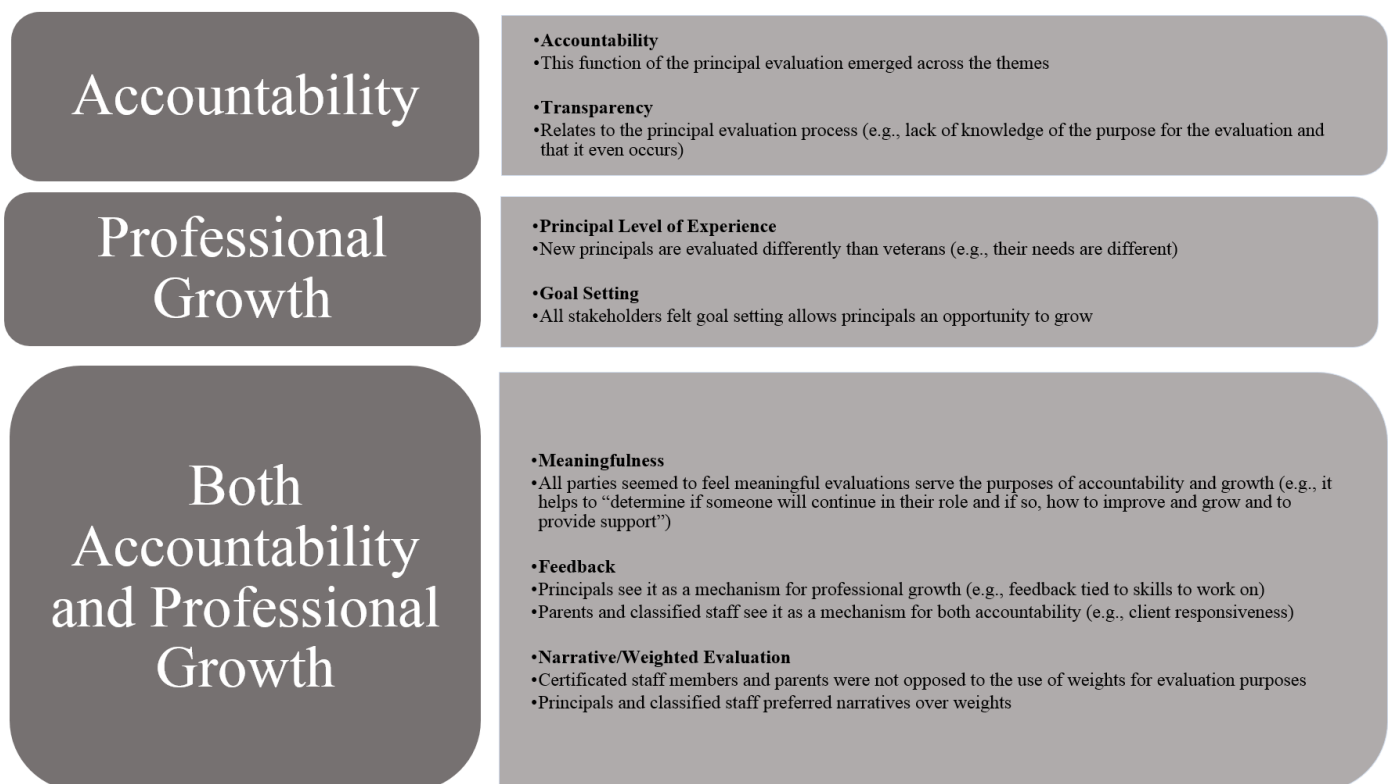 Accountability
•Accountability
•This function of the principal evaluation emerged across the themes
•Transparency
•Relates to the principal evaluation process (e.g., lack of knowledge of the purpose for the evaluation and
that it even occurs)
Professional
Growth
•Principal Level of Experience
•New principals are evaluated differently than veterans (e.g., their needs are different)
•Goal Setting
•All stakeholders felt goal setting allows principals an opportunity to grow
Both
Accountability
and Professional
Growth
•Meaningfulness
•All parties seemed to feel meaningful evaluations serve the purposes of accountability and growth (e.g., it
helps to “determine if someone will continue in their role and if so, how to improve and grow and to
provide support”)
•Feedback
•Principals see it as a mechanism for professional growth (e.g., feedback tied to skills to work on)
•Parents and classified staff see it as a mechanism for both accountability (e.g., client responsiveness)
•Narrative/Weighted Evaluation
•Certificated staff members and parents were not opposed to the use of weights for evaluation purposes
•Principals and classified staff preferred narratives over weights